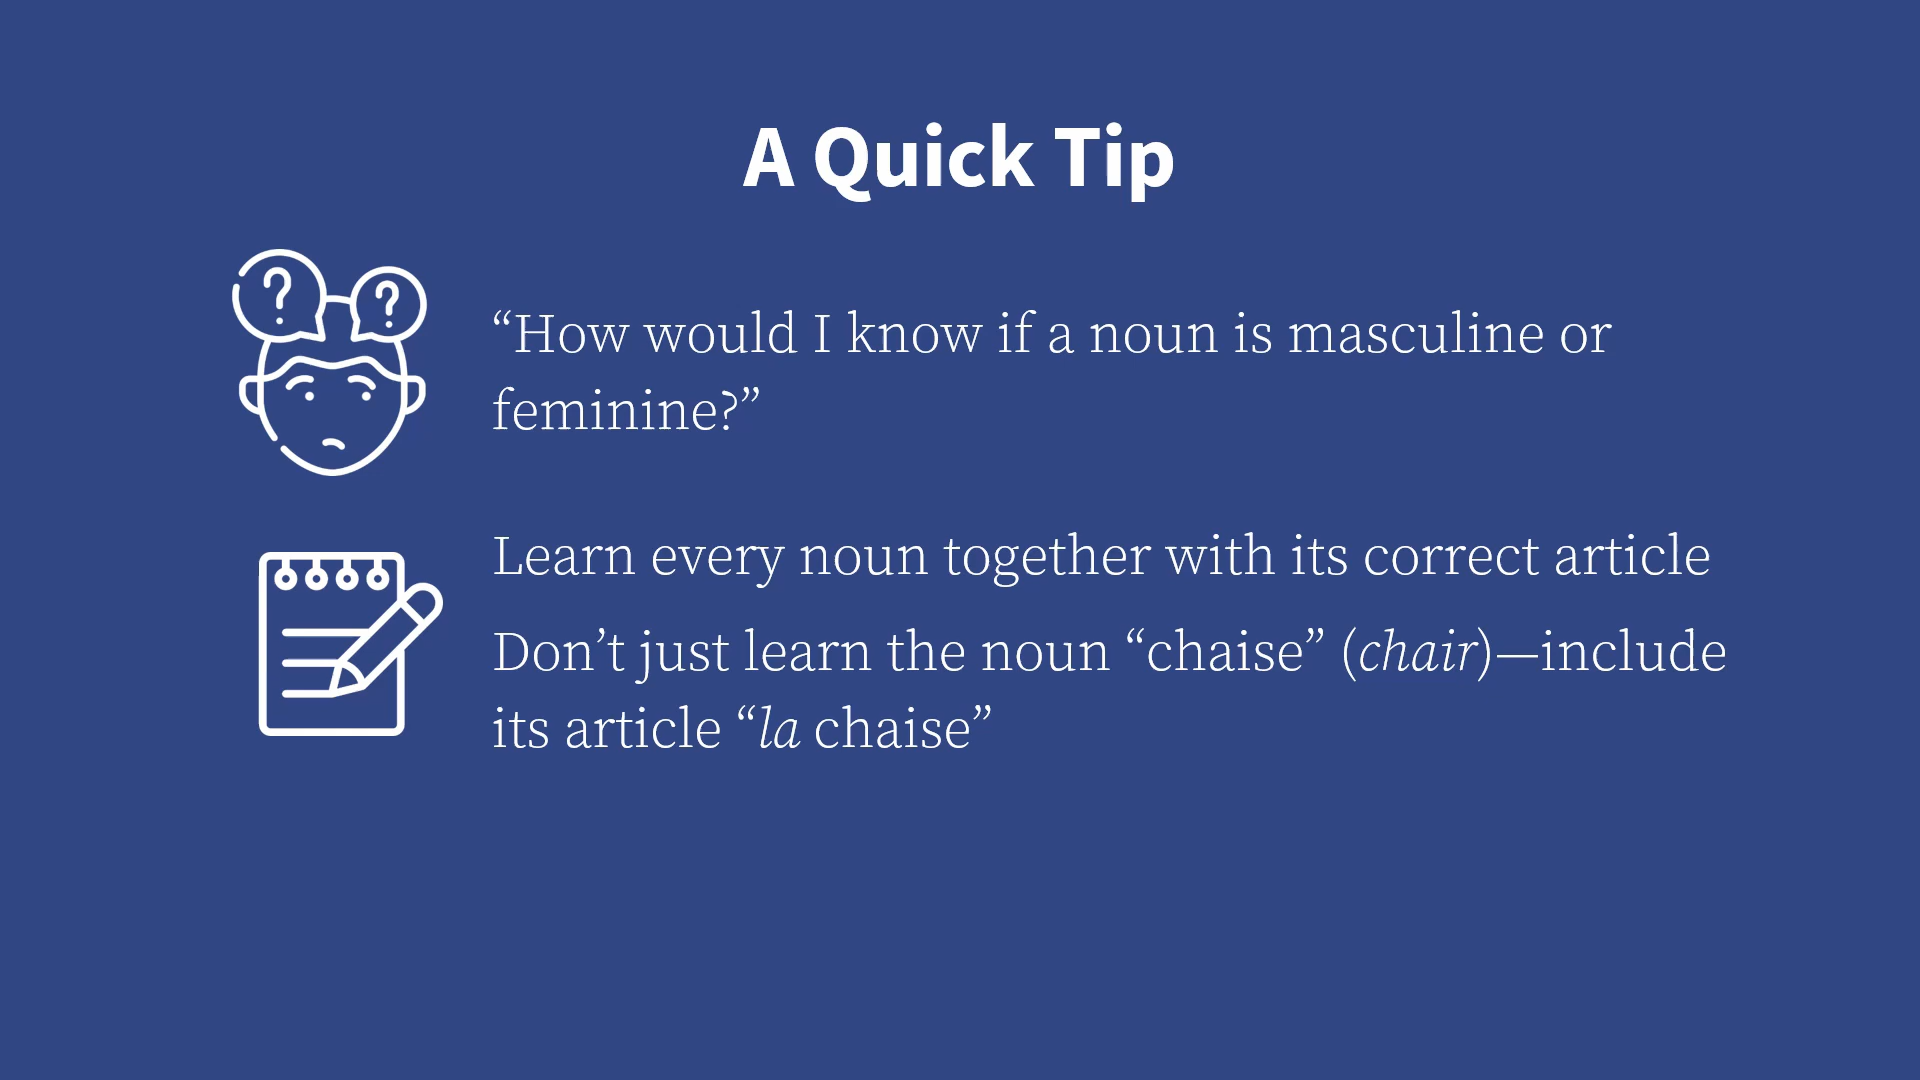 A Quick Tip
“How would I know if a noun is masculine or
feminine?”
Learn every noun together with its correct article
Don’t just learn the noun “chaise” (chair)—include
its article “la chaise”